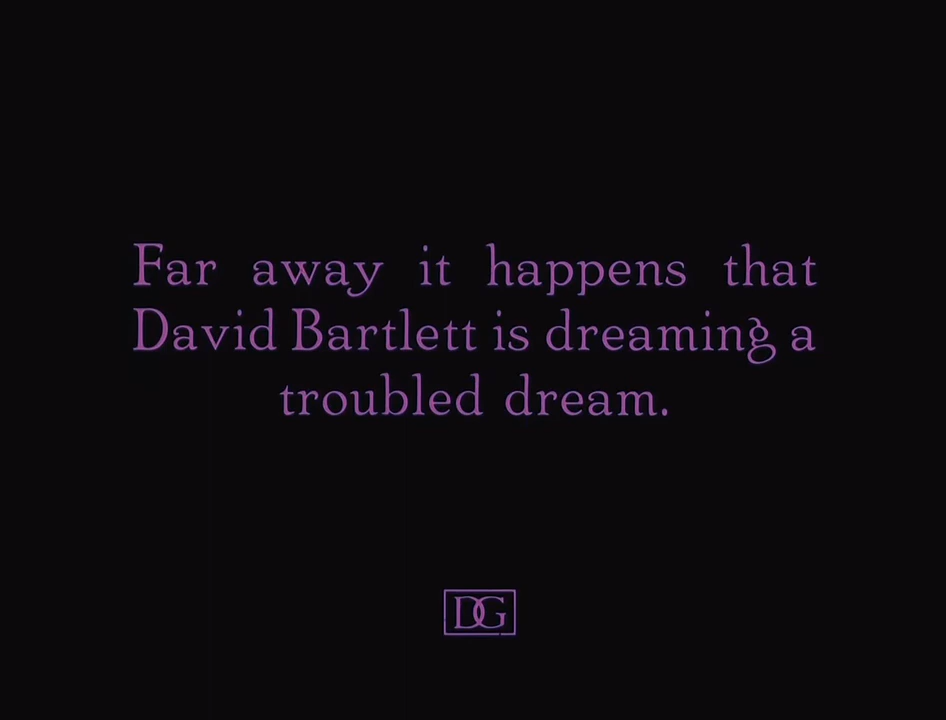 Far away it happens that
David Bartlett is dreaming a
troubled dream.
DG